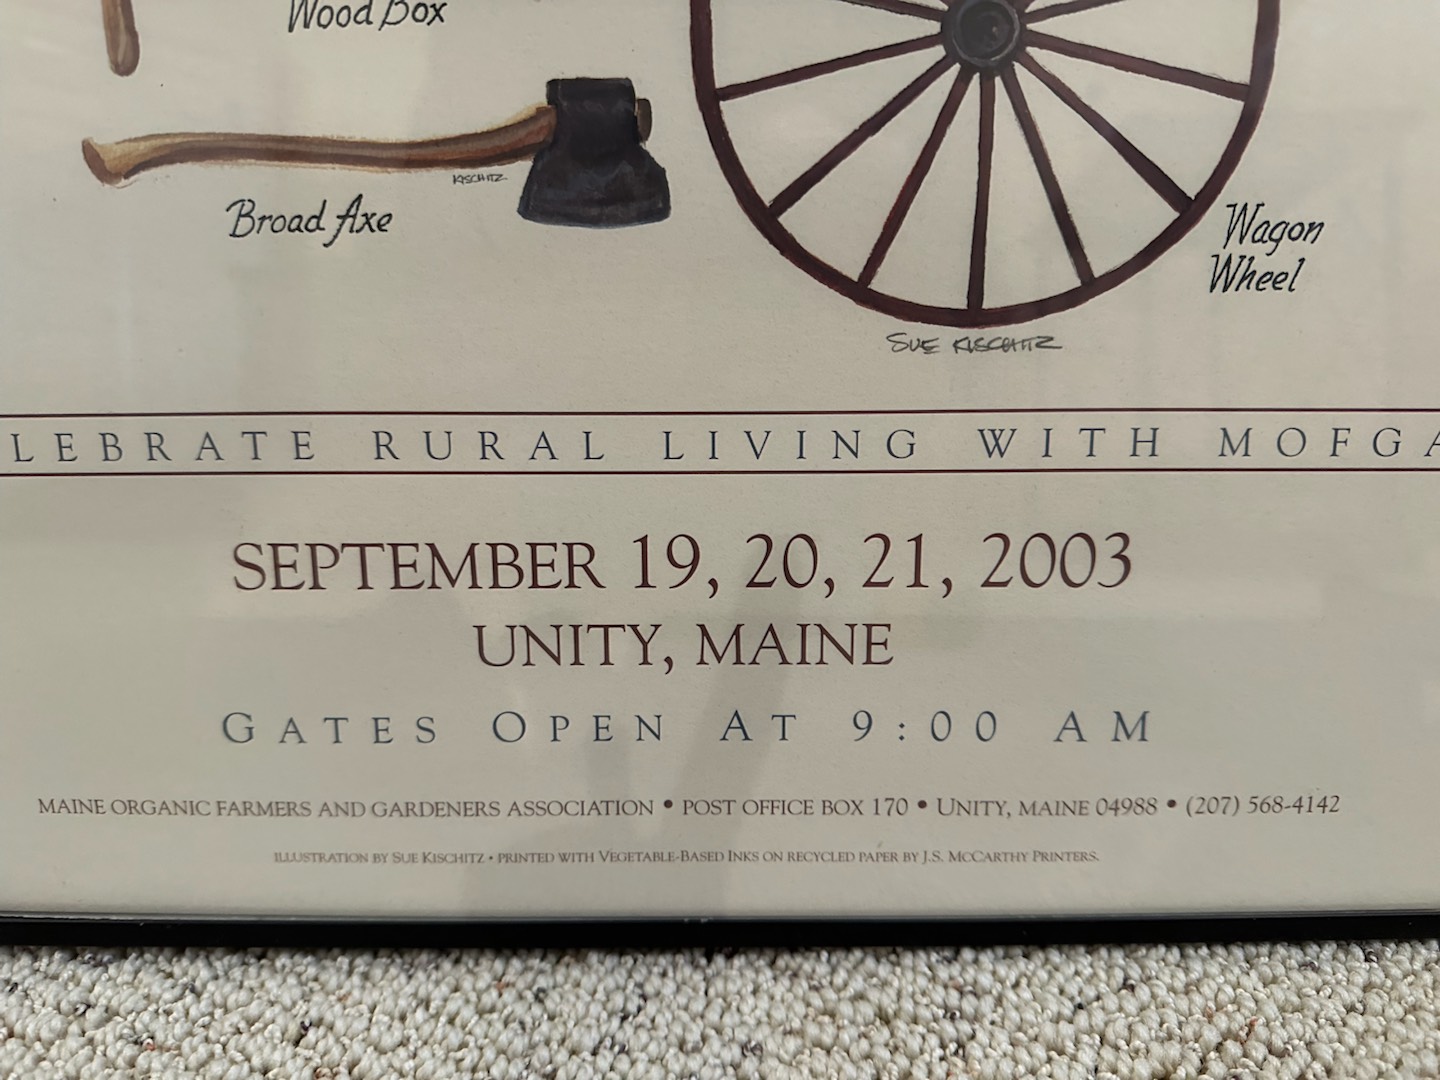 Wood Box
KISCHITZ
Broad Axe
Wagon
Wheel
SUE KISCHITZ
LEBRATE RURAL LIVING WITH MOFGA
SEPTEMBER 19, 20, 21, 2003
UNITY, MAINE
GATES OPEN AT 9:00 AM
MAINE ORGANIC FARMERS AND GARDENERS ASSOCIATION • POST OFFICE BOX 170 • UNITY, MAINE 04988 • (207) 568-4142
ILLUSTRATION BY SUE KISCHITZ • PRINTED WITH VEGETABLE-BASED INKS ON RECYCLED PAPER BY J.S. MCCARTHY PRINTERS.